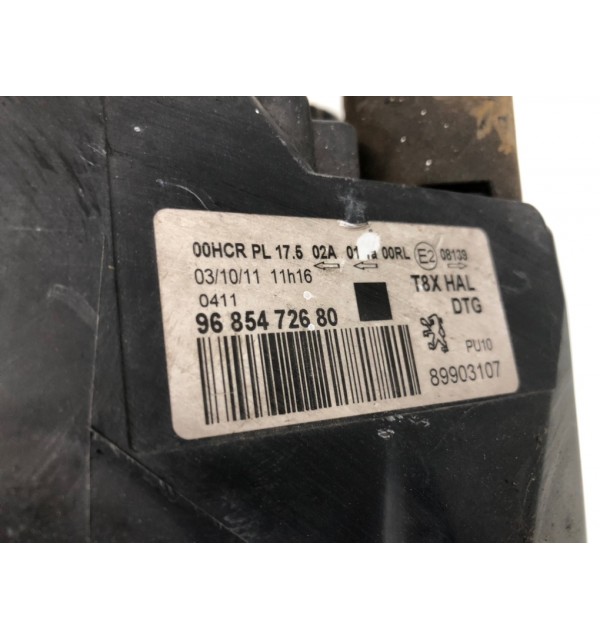 00HCR PL 17.5 02A 00RL E2 08139
03/10/11 11h16 T8X HAL
0411 DTG
96 854 726 80
PU10
89903107